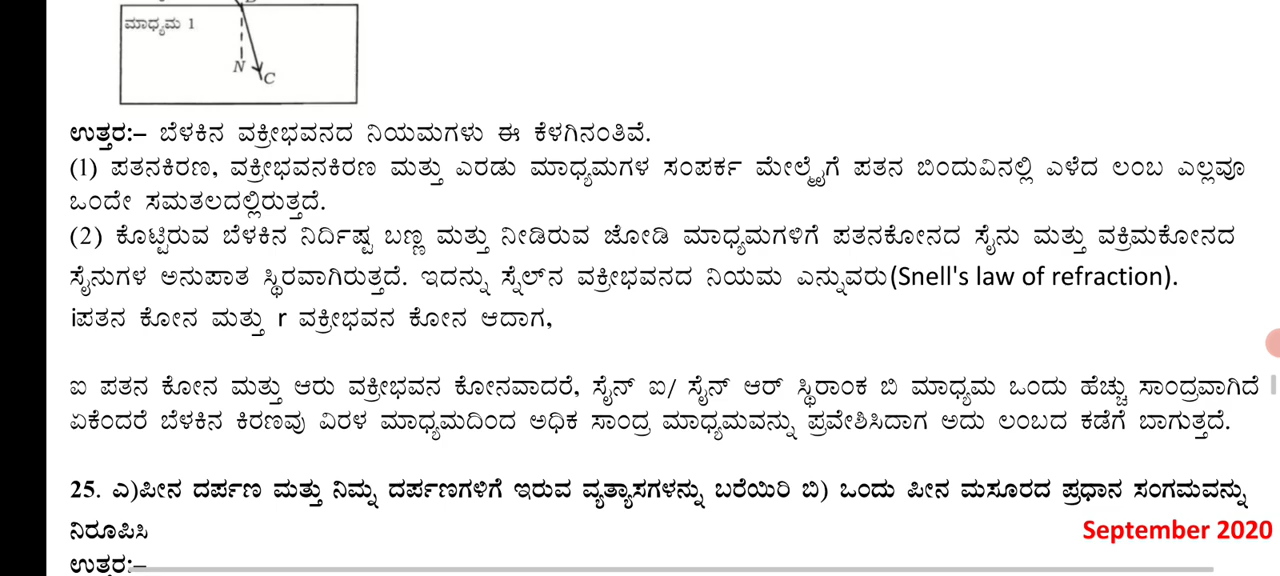 ಮಾಧ್ಯಮ 1
N
C
ಉತ್ತರ:– ಬೆಳಕಿನ ವಕ್ರೀಭವನದ ನಿಯಮಗಳು ಈ ಕೆಳಗಿನಂತಿವೆ.
(1) ಪತನಕಿರಣ, ವಕ್ರೀಭವನಕಿರಣ ಮತ್ತು ಎರಡು ಮಾಧ್ಯಮಗಳ ಸಂಪರ್ಕ ಮೇಲ್ಮೈಗೆ ಪತನ ಬಿಂದುವಿನಲ್ಲಿ ಎಳೆದ ಲಂಬ ಎಲ್ಲವೂ
ಒಂದೇ ಸಮತಲದಲ್ಲಿರುತ್ತದೆ.
(2) ಕೊಟ್ಟಿರುವ ಬೆಳಕಿನ ನಿರ್ದಿಷ್ಟ ಬಣ್ಣ ಮತ್ತು ನೀಡಿರುವ ಜೋಡಿ ಮಾಧ್ಯಮಗಳಿಗೆ ಪತನಕೋನದ ಸೈನು ಮತ್ತು ವಕ್ರಿಮಕೋನದ
ಸೈನುಗಳ ಅನುಪಾತ ಸ್ಥಿರವಾಗಿರುತ್ತದೆ. ಇದನ್ನು ಸ್ನೆಲ್‌ನ ವಕ್ರೀಭವನದ ನಿಯಮ ಎನ್ನುವರು(Snell's law of refraction).
iಪತನ ಕೋನ ಮತ್ತು r ವಕ್ರೀಭವನ ಕೋನ ಆದಾಗ,
ಐ ಪತನ ಕೋನ ಮತ್ತು ಆರು ವಕ್ರೀಭವನ ಕೋನವಾದರೆ, ಸೈನ್ ಐ/ ಸೈನ್ ಆರ್ ಸ್ಥಿರಾಂಕ ಬಿ ಮಾಧ್ಯಮ ಒಂದು ಹೆಚ್ಚು ಸಾಂದ್ರವಾಗಿದೆ
ಏಕೆಂದರೆ ಬೆಳಕಿನ ಕಿರಣವು ವಿರಳ ಮಾಧ್ಯಮದಿಂದ ಅಧಿಕ ಸಾಂದ್ರ ಮಾಧ್ಯಮವನ್ನು ಪ್ರವೇಶಿಸಿದಾಗ ಅದು ಲಂಬದ ಕಡೆಗೆ ಬಾಗುತ್ತದೆ.
25. ಎ)ಪೀನ ದರ್ಪಣ ಮತ್ತು ನಿಮ್ನ ದರ್ಪಣಗಳಿಗೆ ಇರುವ ವ್ಯತ್ಯಾಸಗಳನ್ನು ಬರೆಯಿರಿ ಬಿ) ಒಂದು ಪೀನ ಮಸೂರದ ಪ್ರಧಾನ ಸಂಗಮವನ್ನು
ನಿರೂಪಿಸಿ
September 2020
ಉತ್ತರ:–